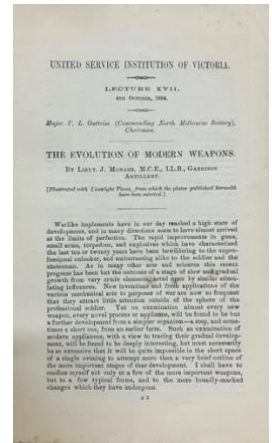 UNITED SERVICE INSTITUTION OF VICTORIA.
LECTURE XVII.
4TH OCTOBER, 1894.
Major V. L. Outtrim (Commanding North Melbourne Battery),
Chairman.
THE EVOLUTION OF MODERN WEAPONS.
BY LIEUT. J. MONASH, M.C.E., LL.B., GARRISON
ARTILLERY.
[Illustrated with Limelight Views, from which the plates published herewith
have been selected.]
Warlike implements have in our day reached a high state of
development, and in many directions seem to have almost arrived
at the limits of perfection. The rapid improvements in guns,
small arms, torpedoes, and explosives which have characterized
the last ten or twenty years have been bewildering to the unpro-
fessional onlooker, and embarrassing alike to the soldier and the
statesman. As in many other arts and sciences this recent
progress has been but the outcome of a stage of slow and gradual
growth from very crude elements, acted upon by similar stimu-
lating influences. New inventions and fresh applications of the
various mechanical arts to purposes of war are now so frequent
that they attract little attention outside of the sphere of the
professional soldier. Yet on examination almost every new
weapon, every novel process or appliance, will be found to be but
a further development from a simpler organism—a step, and some-
times a short one, from an earlier form. Such an examination of
modern appliances, with a view to tracing their gradual develop-
ment, will be found to be deeply interesting, but must necessarily
be so extensive that it will be quite impossible in the short space
of a single evening to attempt more than a very brief outline of
the more important stages of that development. I shall have to
confine myself not only to a few of the more important weapons,
but to a few typical forms, and to the more broadly-marked
changes which they have undergone.